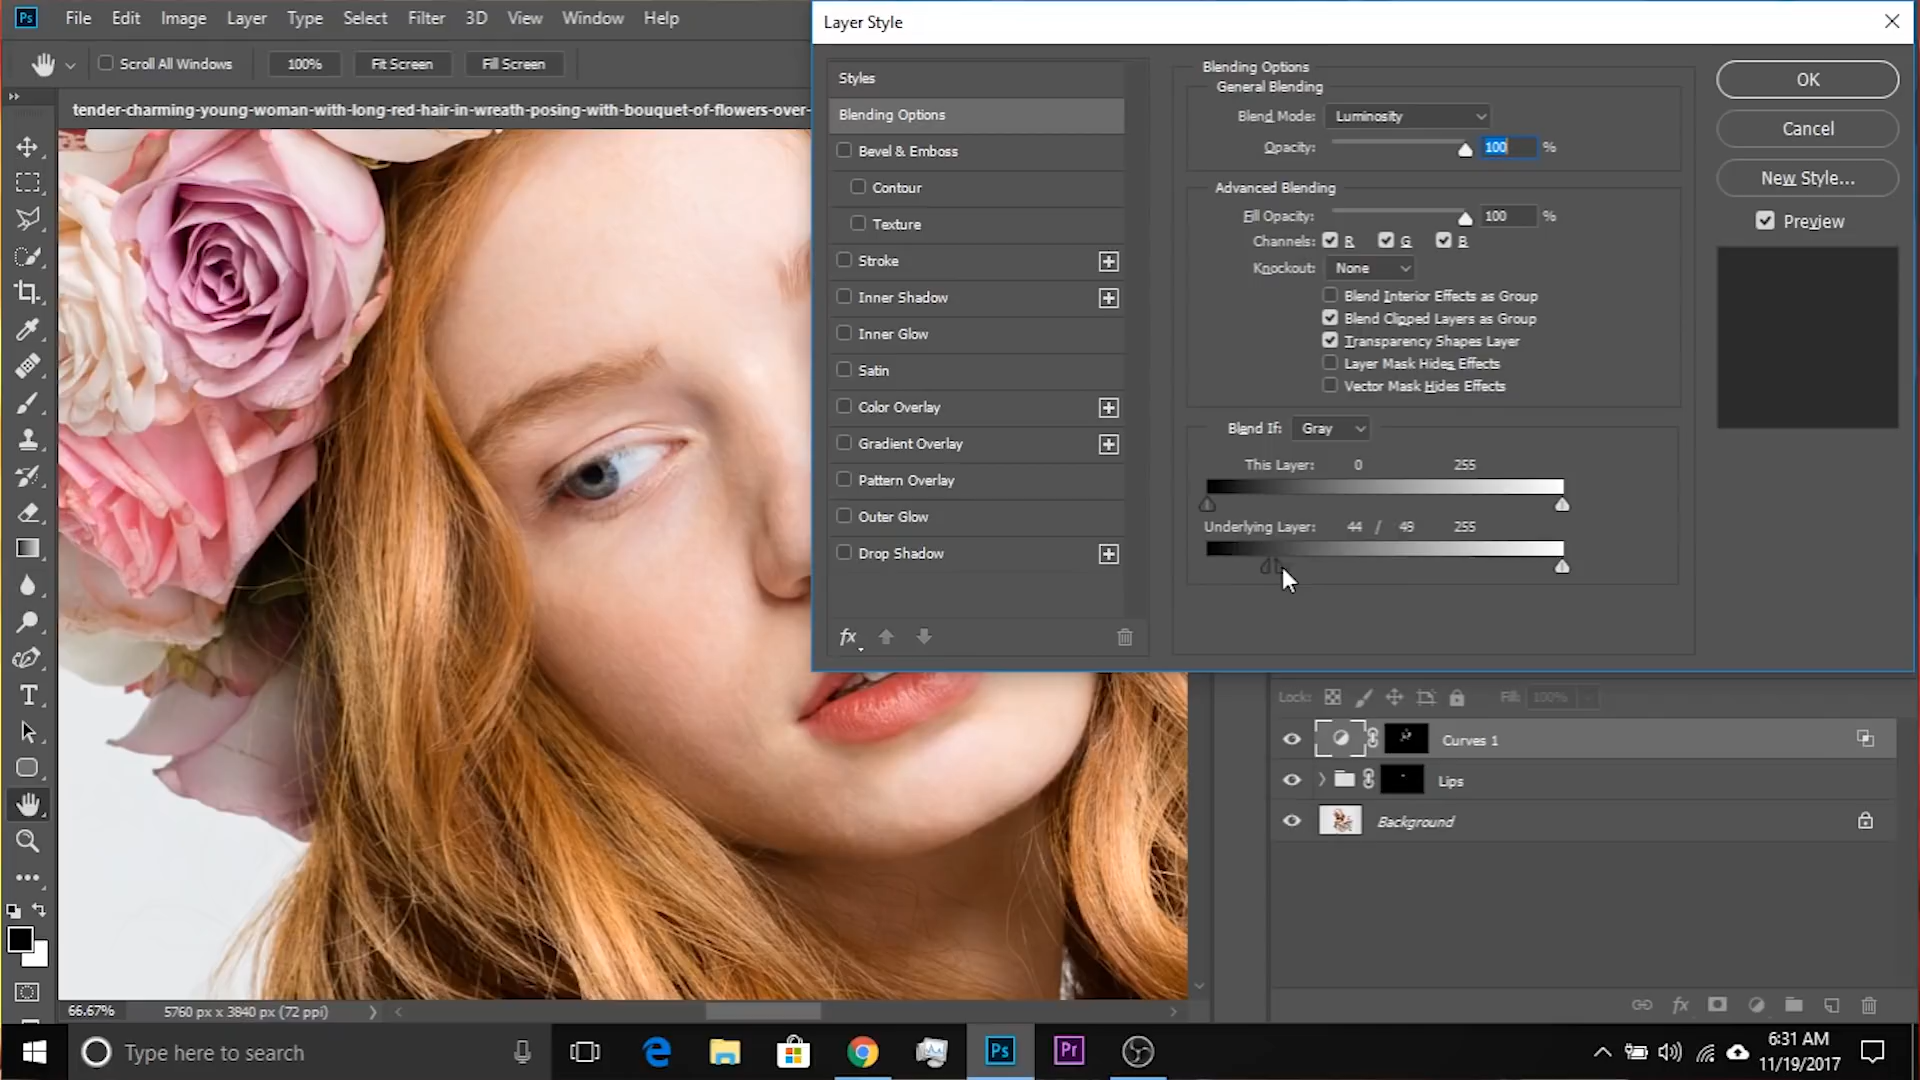 Ps File Edit Image Layer Type Select Filter 3D View Window Help
Scroll All Windows 100% Fit Screen Fill Screen
tender-charming-young-woman-with-long-red-hair-in-wreath-posing-with-bouquet-of-flowers-over-
Layer Style
Styles
Blending Options
Bevel & Emboss
Contour
Texture
Stroke
Inner Shadow
Inner Glow
Satin
Color Overlay
Gradient Overlay
Pattern Overlay
Outer Glow
Drop Shadow
fx
Blending Options
General Blending
Blend Mode: Luminosity
Opacity: 100 %
Advanced Blending
Fill Opacity: 100 %
Channels: R G B
Knockout: None
Blend Interior Effects as Group
Blend Clipped Layers as Group
Transparency Shapes Layer
Layer Mask Hides Effects
Vector Mask Hides Effects
Blend If: Gray
This Layer: 0 255
Underlying Layer: 44 / 49 255
OK
Cancel
New Style...
Preview
Lock: Fill: 100%
Curves 1
Lips
Background
fx
T
66.67% 5760 px x 3840 px (72 ppi)
Type here to search
Ps Pr
6:31 AM
11/19/2017